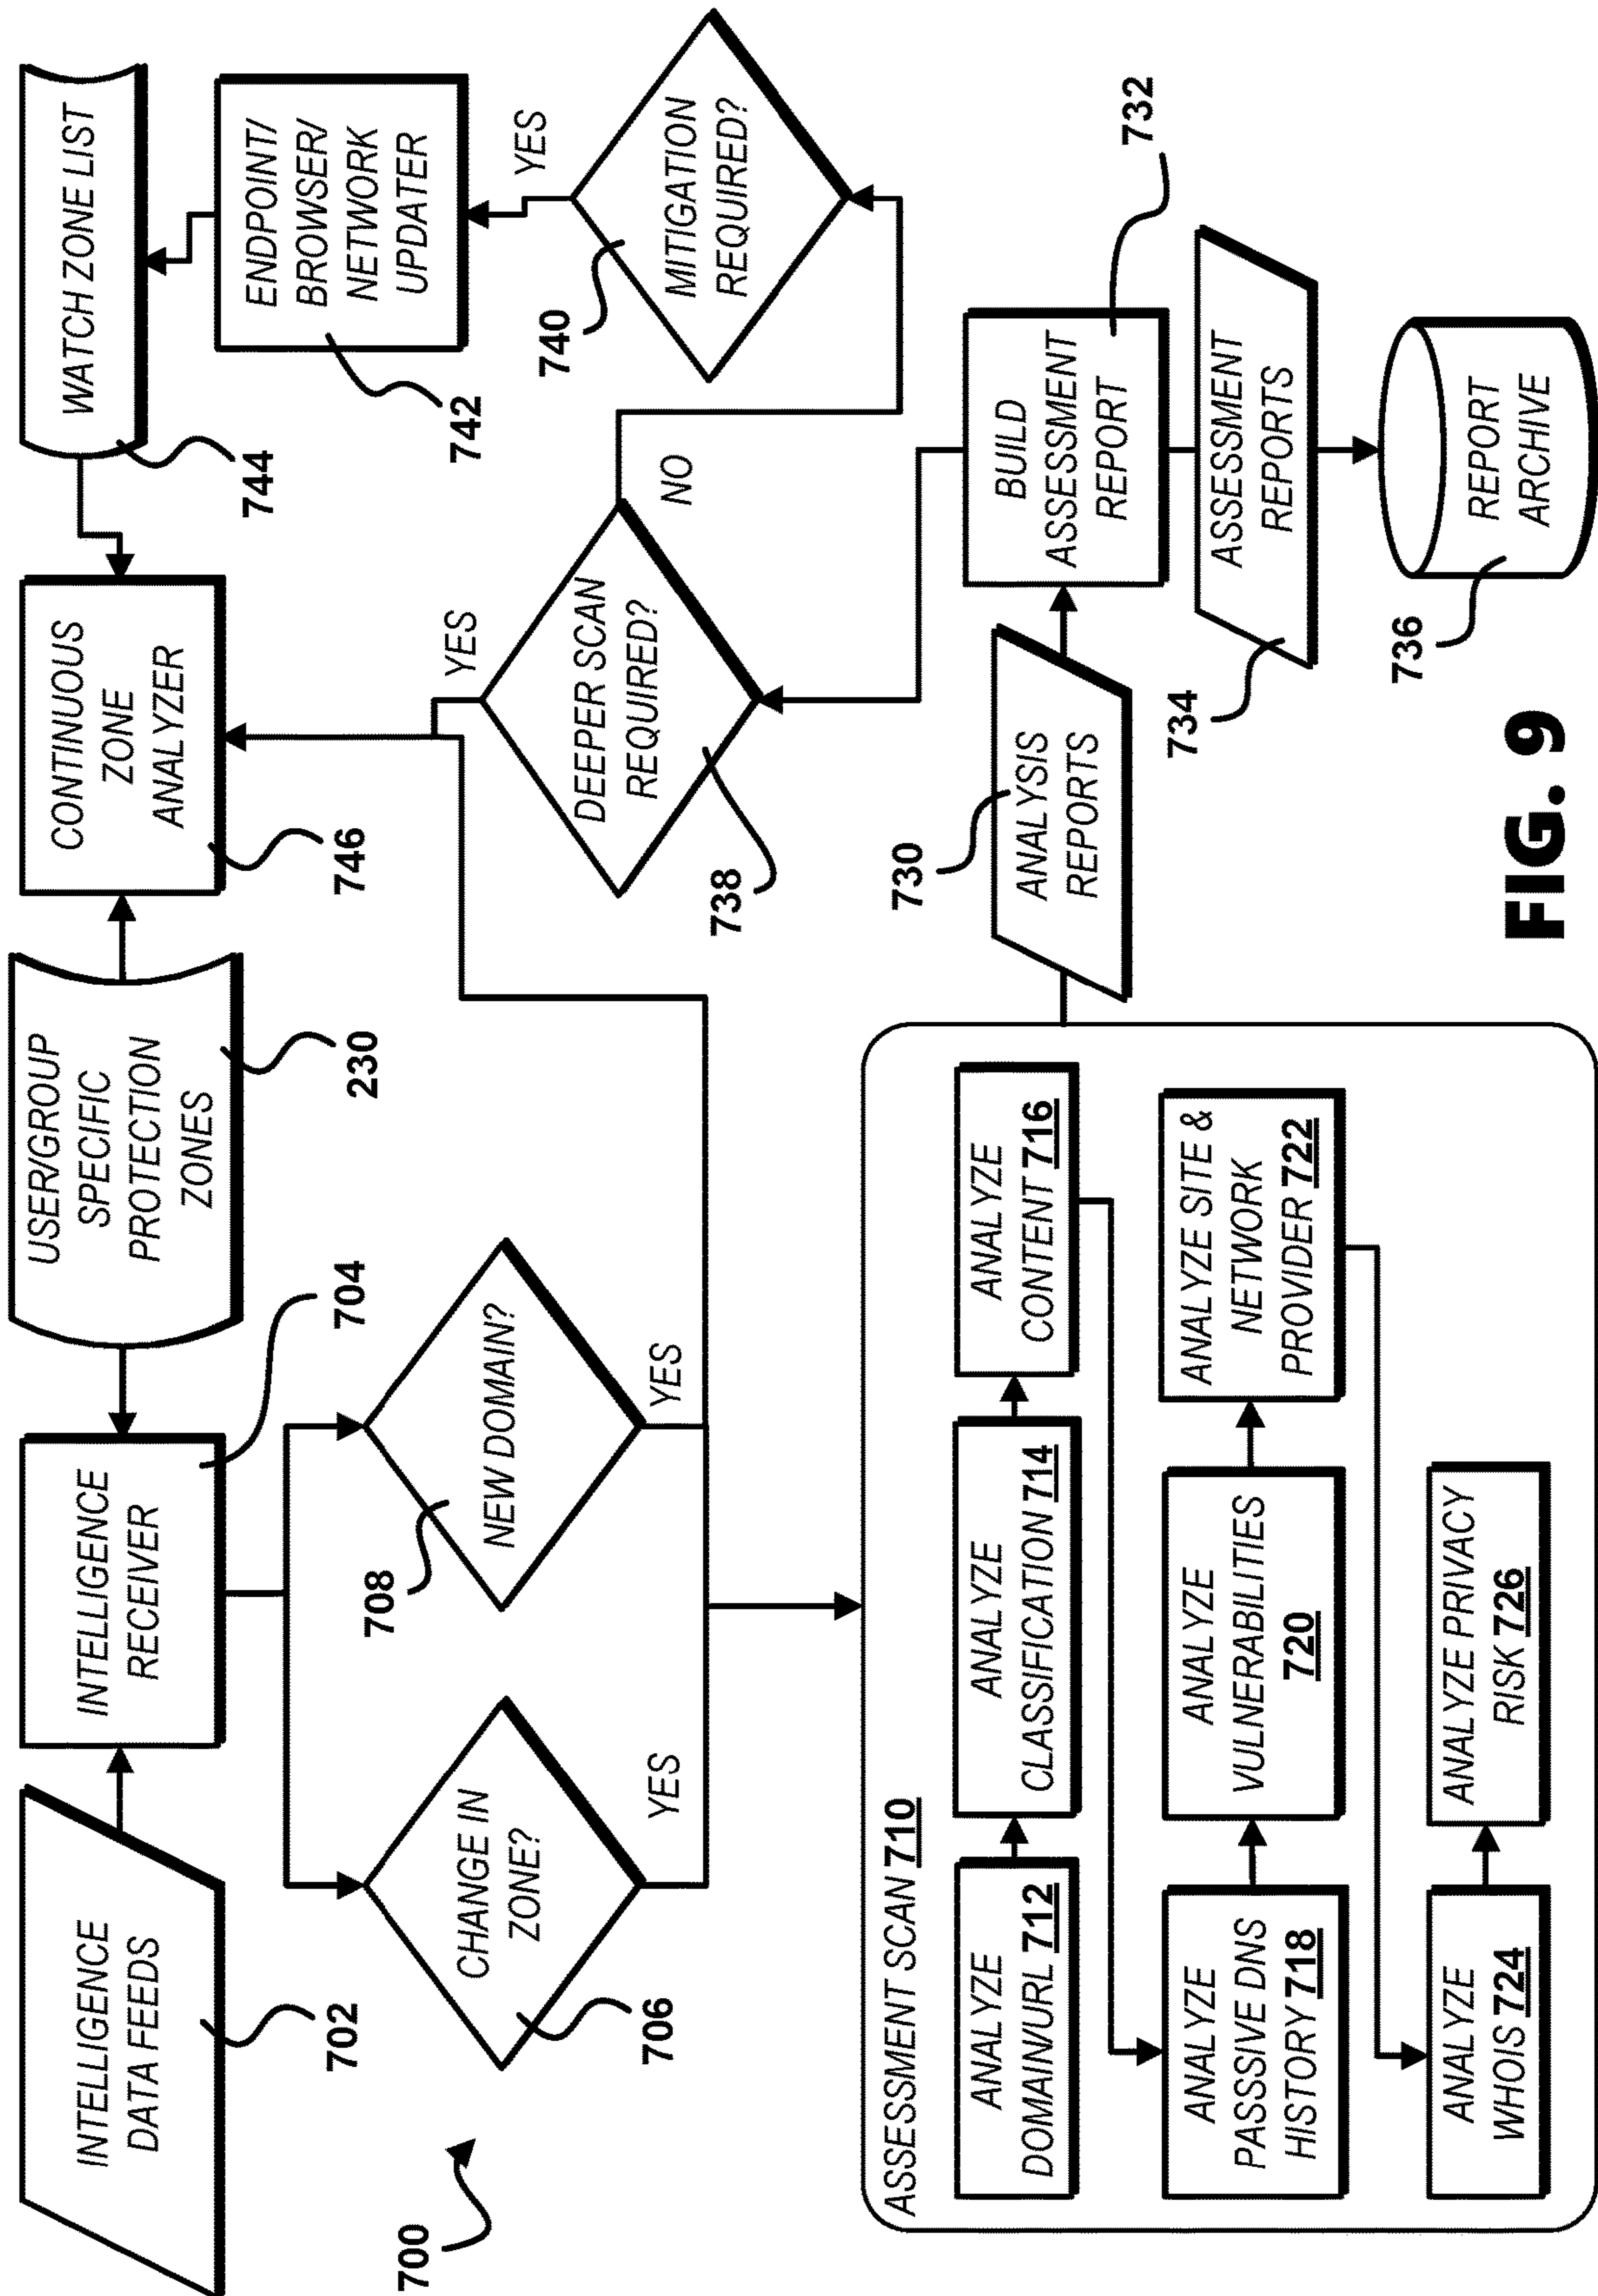 INTELLIGENCE
DATA FEEDS
702
INTELLIGENCE
RECEIVER
704
USER/GROUP
SPECIFIC
PROTECTION
ZONES
230
CONTINUOUS
ZONE
ANALYZER
746
WATCH ZONE LIST
744
ENDPOINT/
BROWSER/
NETWORK
UPDATER
742
700
CHANGE IN
ZONE?
706
YES
NEW DOMAIN?
708
YES
DEEPER SCAN
REQUIRED?
738
YES
NO
MITIGATION
REQUIRED?
740
YES
ASSESSMENT SCAN 710
ANALYZE
DOMAINURL 712
ANALYZE
CLASSIFICATION 714
ANALYZE
CONTENT 716
ANALYZE
PASSSIVE DNS
HISTORY 718
ANALYZE
VULNERABILITIES
720
ANALYZE SITE &
NETWORK
PROVIDER 722
ANALYZE
WHOIS 724
ANALYZE PRIVACY
RISK 726
730
ANALYSIS
REPORTS
BUILD
ASSESSMENT
REPORT
732
734
ASSESSMENT
REPORTS
736
REPORT
ARCHIVE
FIG. 9